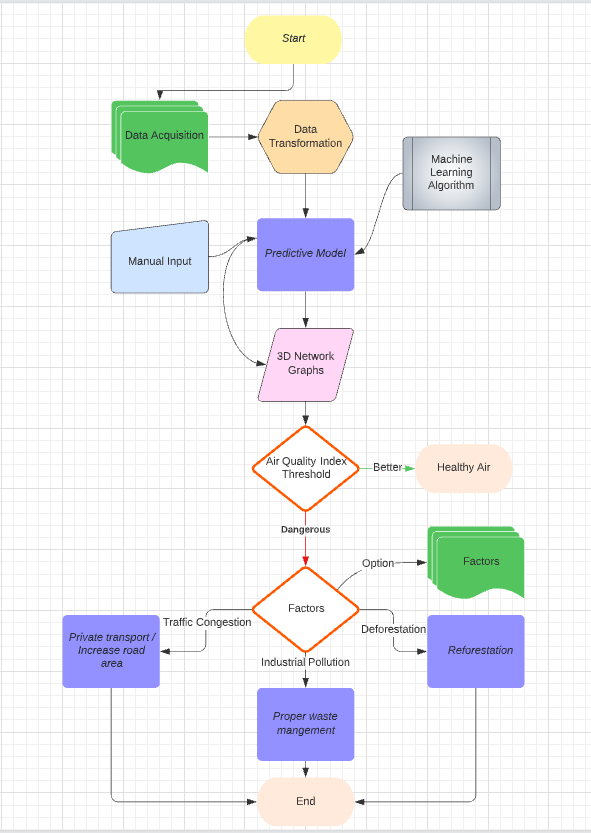 Start
Data Acquisition
Data
Transformation
Machine
Learning
Algorithm
Manual Input
Predictive Model
3D Network
Graphs
Air Quality Index
Threshold
Better
Healthy Air
Dangerous
Option
Factors
Factors
Traffic Congestion
Deforestation
Private transport /
Increase road
area
Industrial Pollution
Reforestation
Proper waste
mangement
End